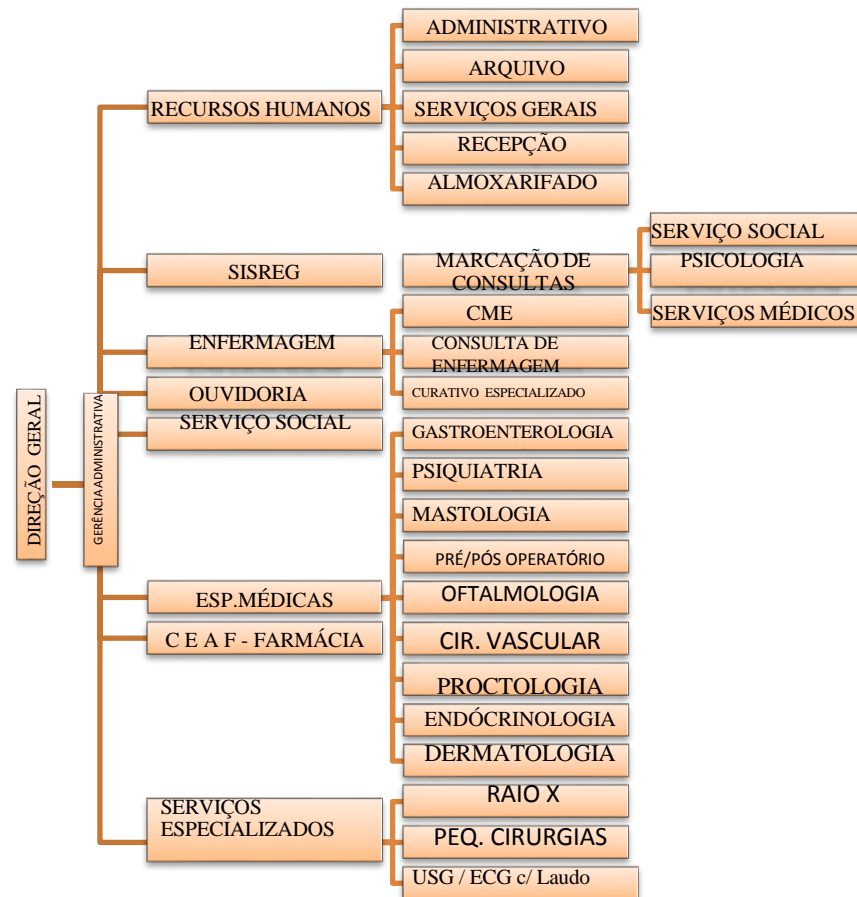 ADMINISTRATIVO
ARQUIVO
RECURSOS HUMANOS
SERVIÇOS GERAIS
RECEPÇÃO
ALMOXARIFADO
SERVIÇO SOCIAL
SISREG
MARCAÇÃO DE
CONSULTAS
PSICOLOGIA
SERVIÇOS MÉDICOS
CME
ENFERMAGEM
CONSULTA DE
ENFERMAGEM
OUVIDORIA
CURATIVO ESPECIALIZADO
SERVIÇO SOCIAL
DIREÇÃO GERAL
GERÊNCIA ADMINISTRATIVA
GASTROENTEROLOGIA
PSIQUIATRIA
MASTOLOGIA
PRÉ/PÓS OPERATÓRIO
ESP.MÉDICAS
OFTALMOLOGIA
C E A F - FARMÁCIA
CIR. VASCULAR
PROCTOLOGIA
ENDÓCRINOLOGIA
DERMATOLOGIA
SERVIÇOS
ESPECIALIZADOS
RAIO X
PEQ. CIRURGIAS
USG / ECG c/ Laudo